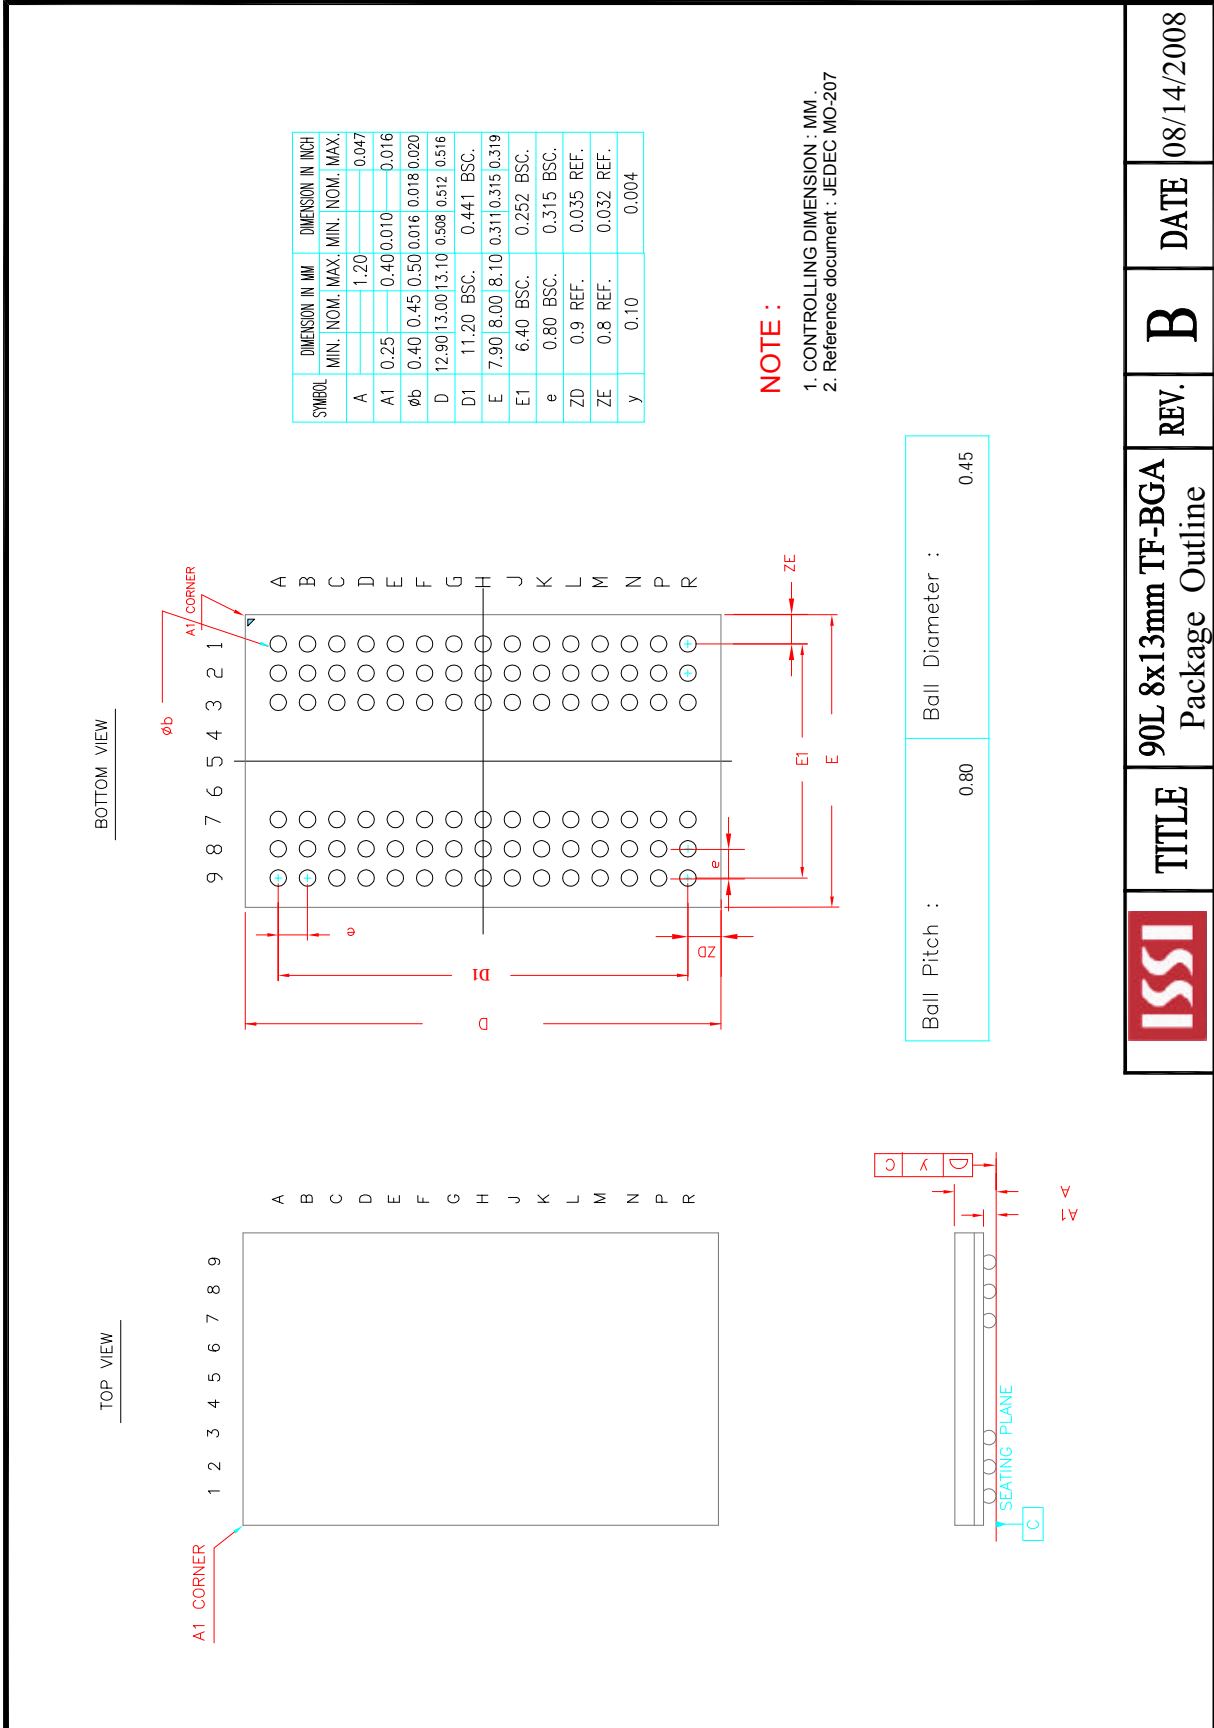 TOP VIEW
A1 CORNER
1 2 3 4 5 6 7 8 9
A
B
C
D
E
F
G
H
J
K
L
M
N
P
R
BOTTOM VIEW
øb
A1 CORNER
9 8 7 6 5 4 3 2 1
A
B
C
D
E
F
G
H
J
K
L
M
N
P
R
e
D1
D
ZD
e
E1
E
ZE
SYMBOL DIMENSION IN MM DIMENSION IN INCH
MIN. NOM. MAX. MIN. NOM. MAX.
A 1.20 0.047
A1 0.25 0.40 0.010 0.016
øb 0.40 0.45 0.50 0.016 0.018 0.020
D 12.90 13.00 13.10 0.508 0.512 0.516
D1 11.20 BSC. 0.441 BSC.
E 7.90 8.00 8.10 0.311 0.315 0.319
E1 6.40 BSC. 0.252 BSC.
e 0.80 BSC. 0.315 BSC.
ZD 0.9 REF. 0.035 REF.
ZE 0.8 REF. 0.032 REF.
y 0.10 0.004
NOTE :
1. CONTROLLING DIMENSION : MM .
2. Reference document : JEDEC MO-207
SEATING PLANE
C
D y C
A
A1
Ball Pitch : 0.80 Ball Diameter : 0.45
ISSI TITLE 90L 8x13mm TF-BGA
Package Outline REV. B DATE 08/14/2008